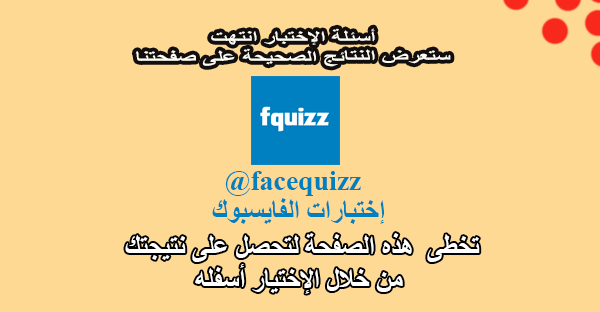 أسئلة الإختبار انتهت
ستعرض النتائج الصحيحة على صفحتنا
fquizz
@facequizz
إختبارات الفايسبوك
تخطى هذه الصفحة لتحصل على نتيجتك
من خلال الإختيار أسفله